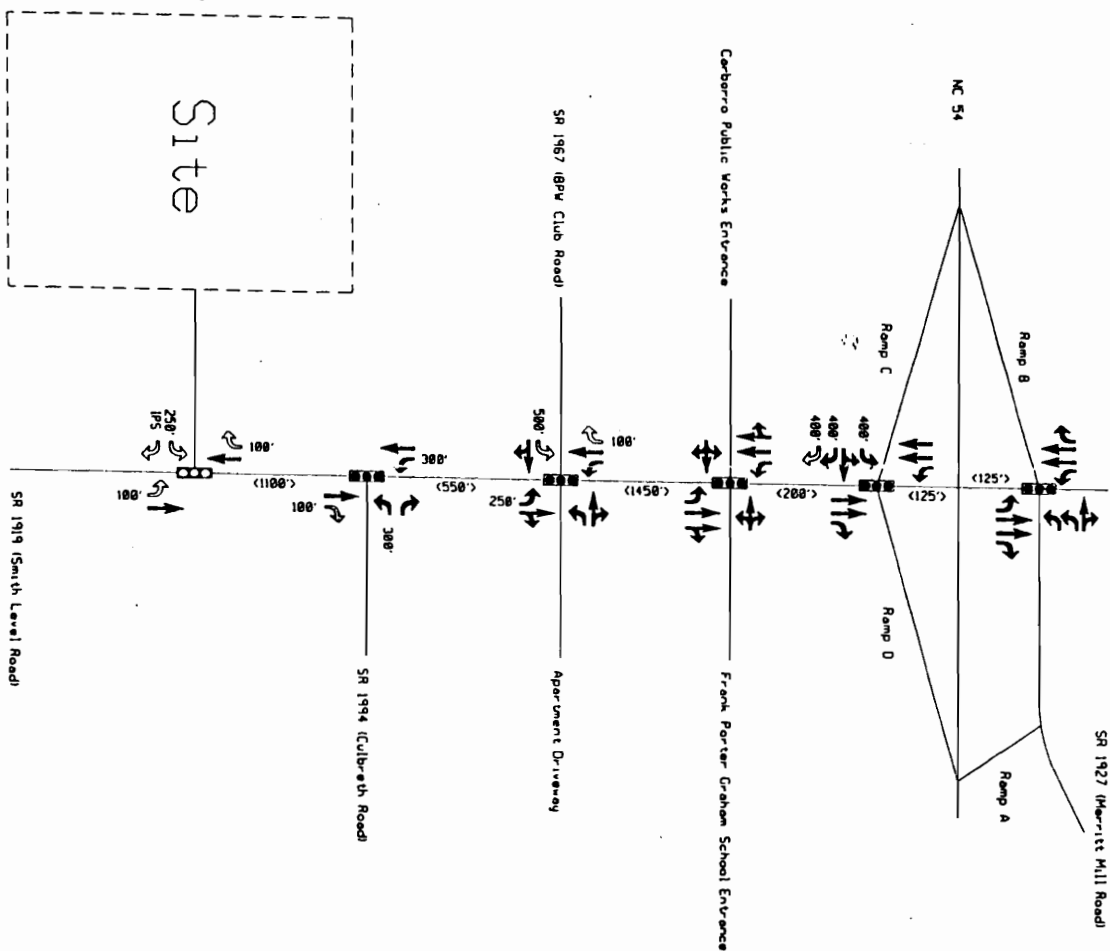 Site
SR 1967 (BPW Club Road)
Carborro Public Works Entrance
NC 54
Ramp C
Ramp B
250'
IPS
100'
100'
<1100'>
300'
100'
300'
<550'>
500'
100'
250'
<1450'>
<200'>
400'
400'
400'
<125'>
<125'>
SR 1919 (Smith Level Road)
SR 1994 (Culbreth Road)
Apartment Driveway
Frank Porter Graham School Entrance
Ramp D
Ramp A
SR 1927 (Merritt Mill Road)